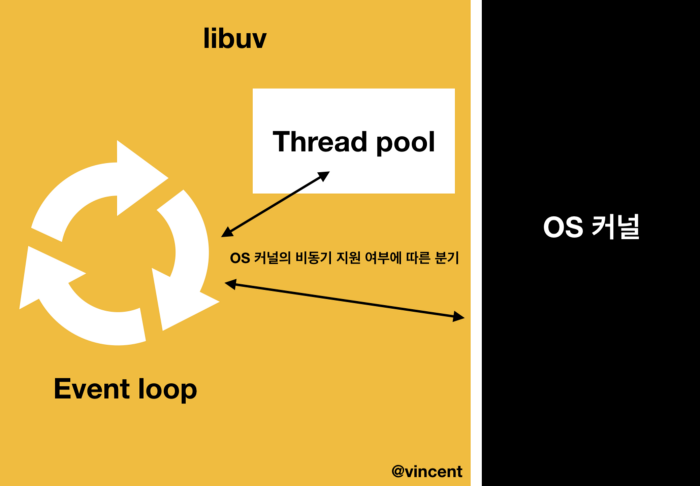 libuv
Thread pool
OS 커널의 비동기 지원 여부에 따른 분기
Event loop
@vincent
OS 커널